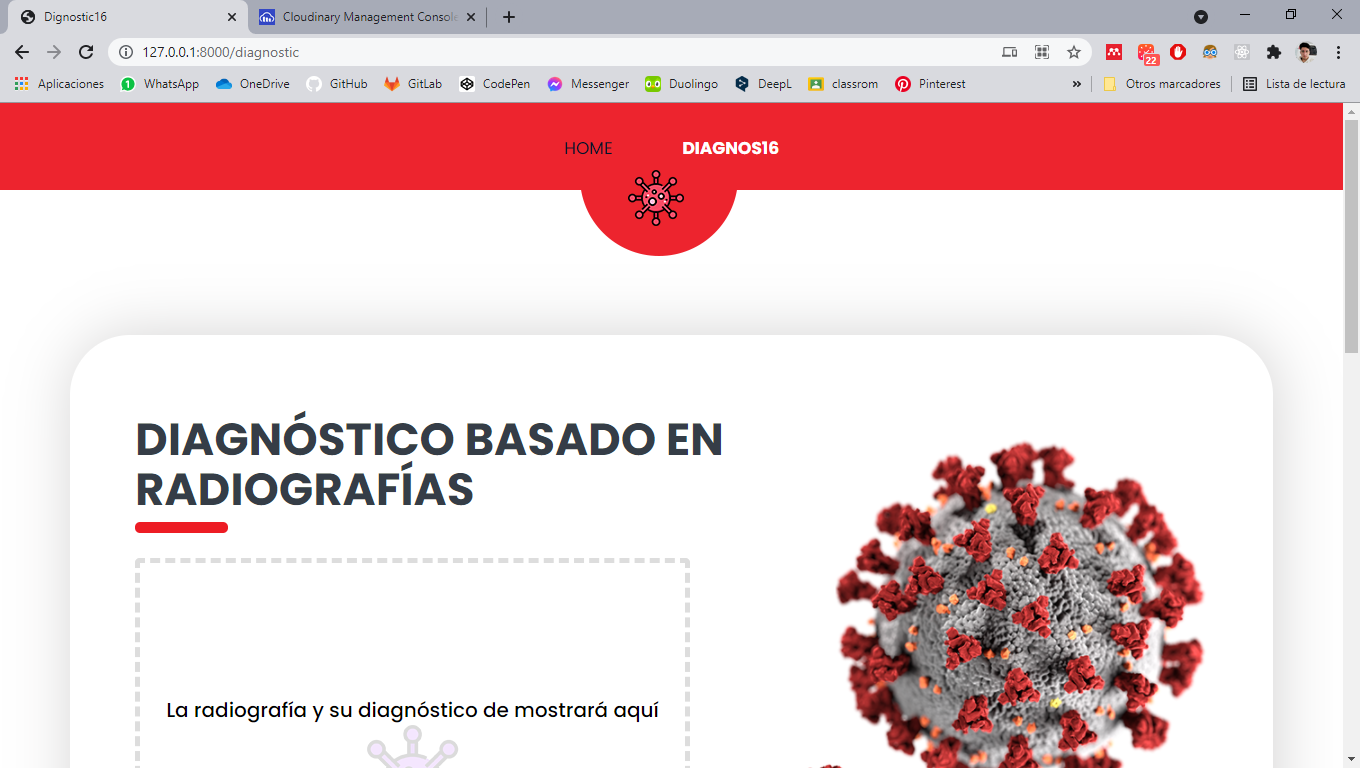 Dignostic16
Cloudinary Management Console
127.0.0.1:8000/diagnostic
22
Aplicaciones
1
WhatsApp
OneDrive
GitHub
GitLab
CodePen
Messenger
Duolingo
DeepL
classrom
Pinterest
»
Otros marcadores
Lista de lectura
HOME
DIAGNOS16
DIAGNÓSTICO BASADO EN
RADIOGRAFÍAS
La radiografía y su diagnóstico de mostrará aquí